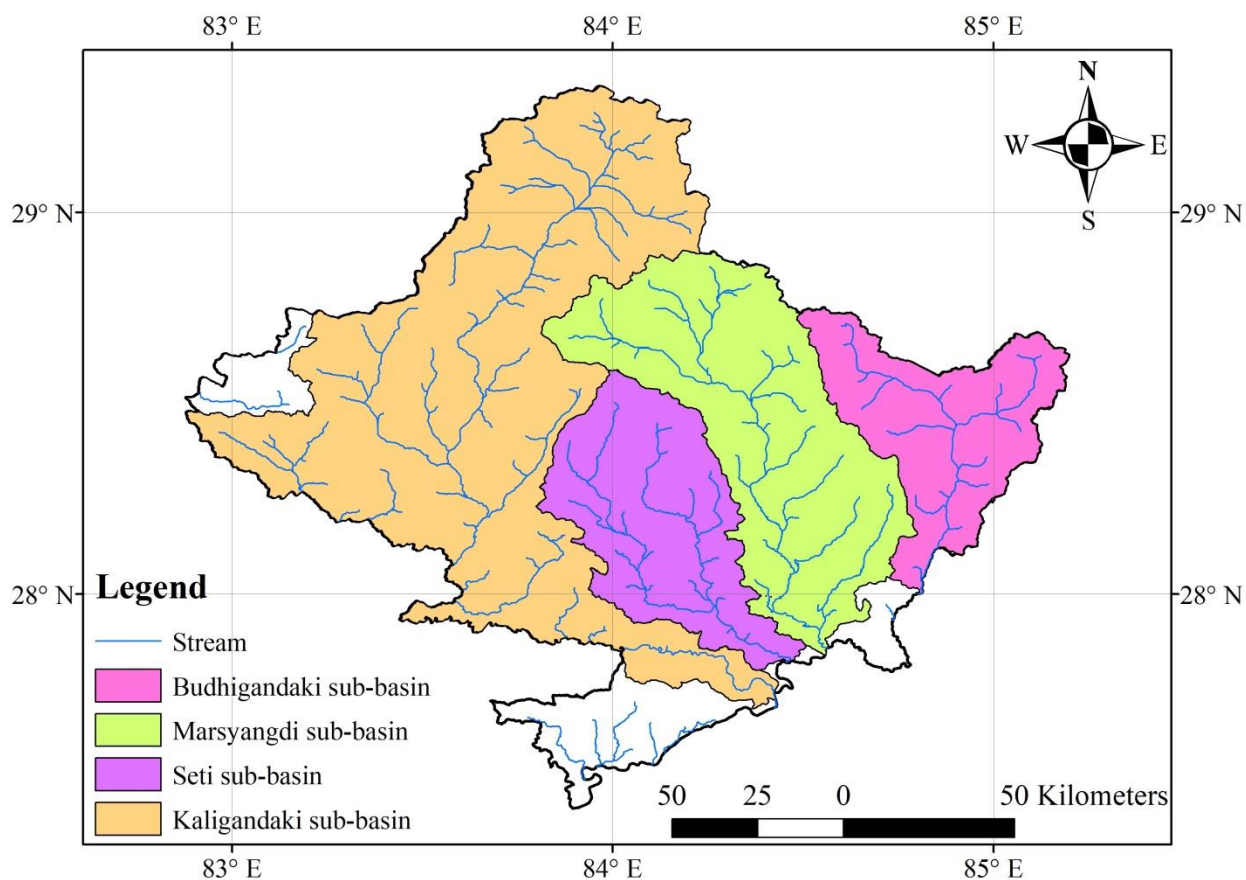 83° E 84° E 85° E
N
W E
S
29° N 29° N
28° N 28° N
Legend
Stream
Budhigandaki sub-basin
Marsyangdi sub-basin
Seti sub-basin
Kaligandaki sub-basin
50 25 0 50 Kilometers
83° E 84° E 85° E